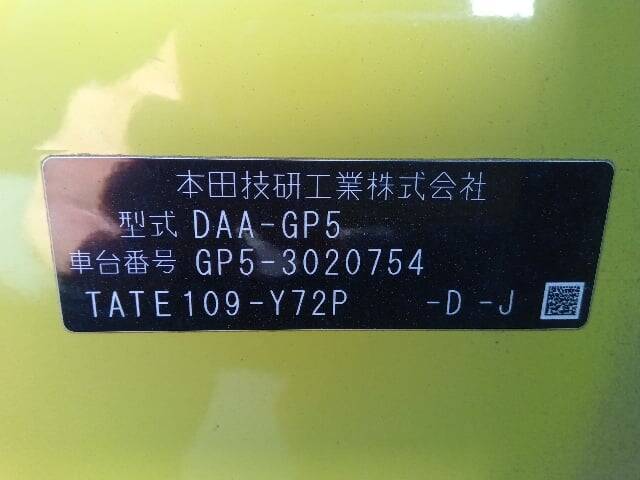 本田技研工業株式会社
型式 DAA-GP5
車台番号 GP5-3020754
TATE109-Y72P -D -J